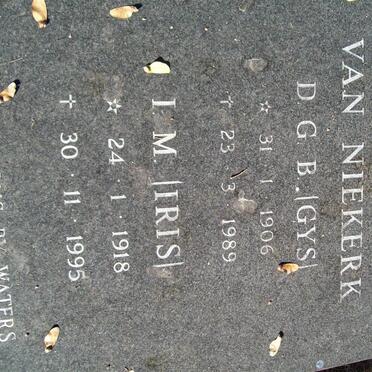 VAN NIEKERK
D G B. |GYS|
☆ 31 · 1 · 1906
✝ 23 · 3 · 1989
I M |IRIS|
☆ 24 · 1 · 1918
✝ 30 · 11 · 1995
WATERS